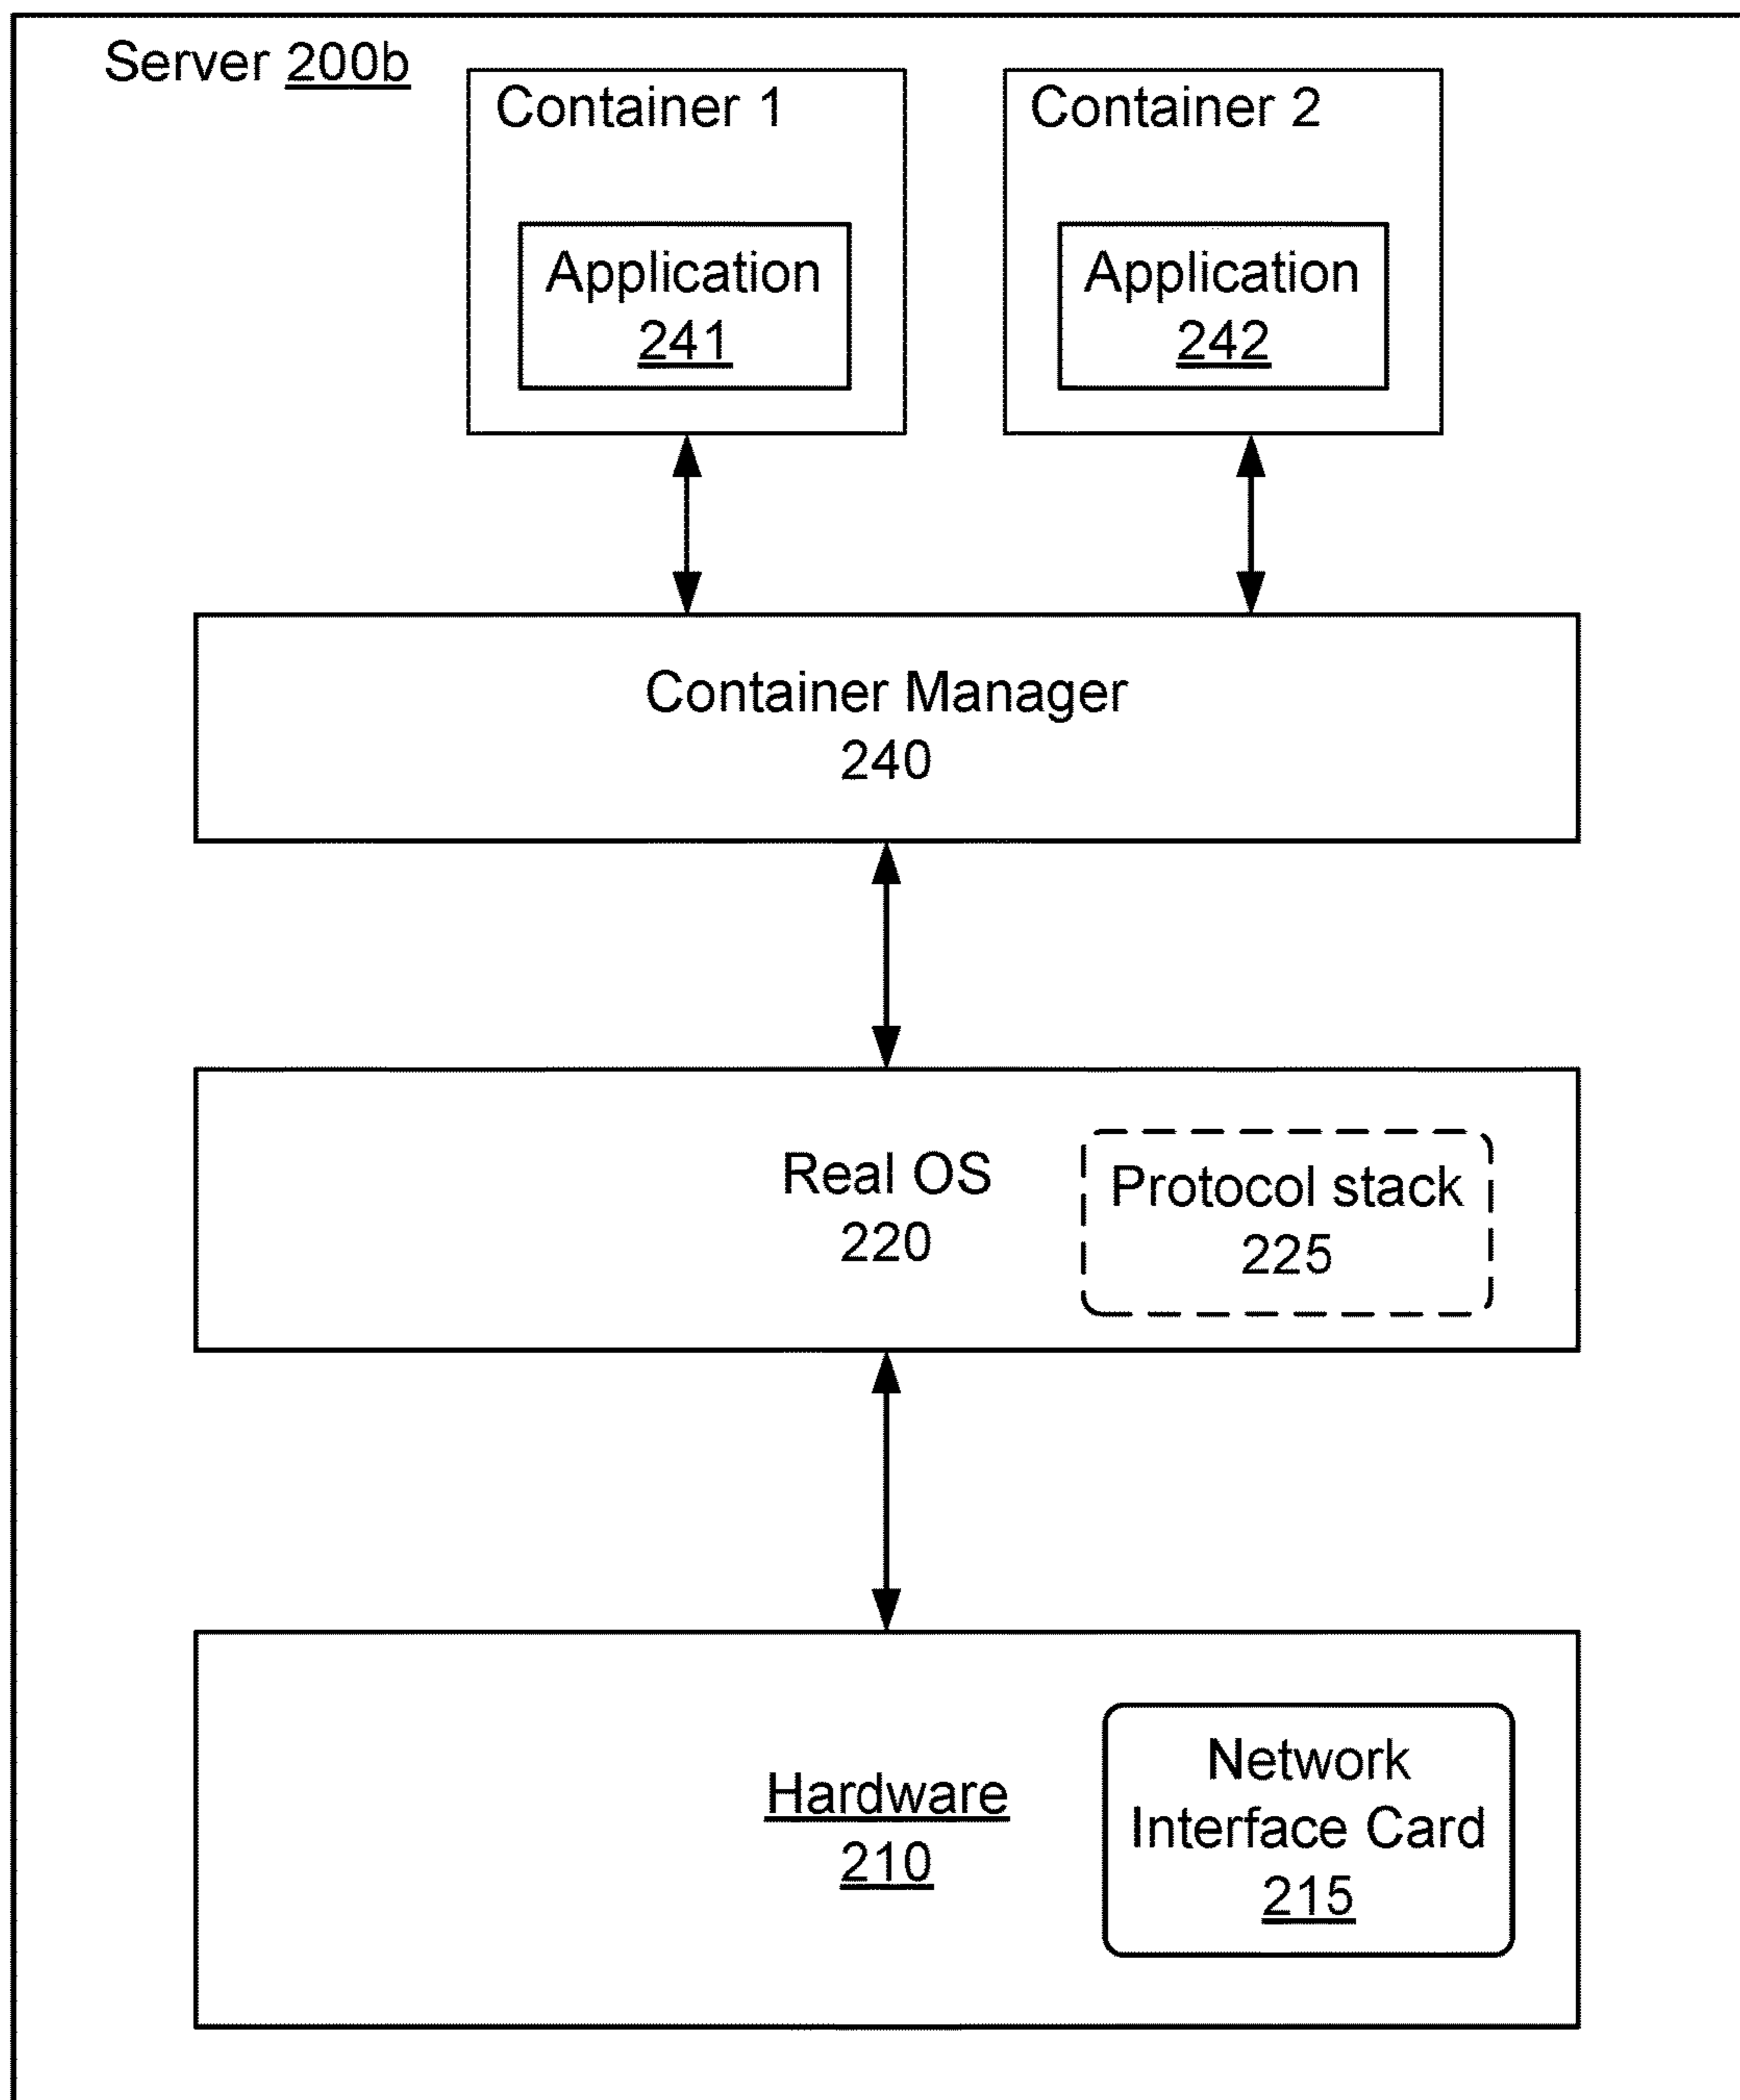 Server 200b
Container 1
Container 2
Application
241
Application
242
Container Manager
240
Real OS
220
Protocol stack
225
Hardware
210
Network
Interface Card
215